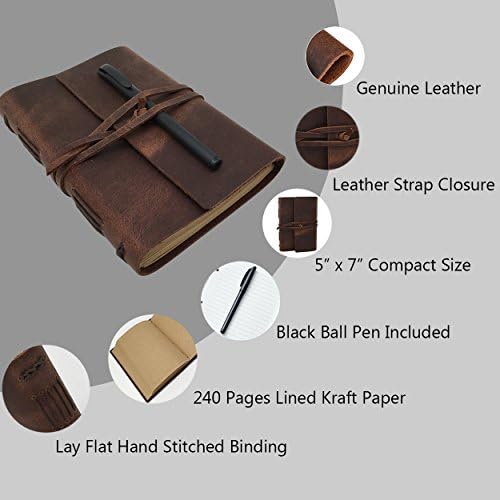 Genuine Leather
Leather Strap Closure
5” x 7” Compact Size
Black Ball Pen Included
240 Pages Lined Kraft Paper
Lay Flat Hand Stitched Binding